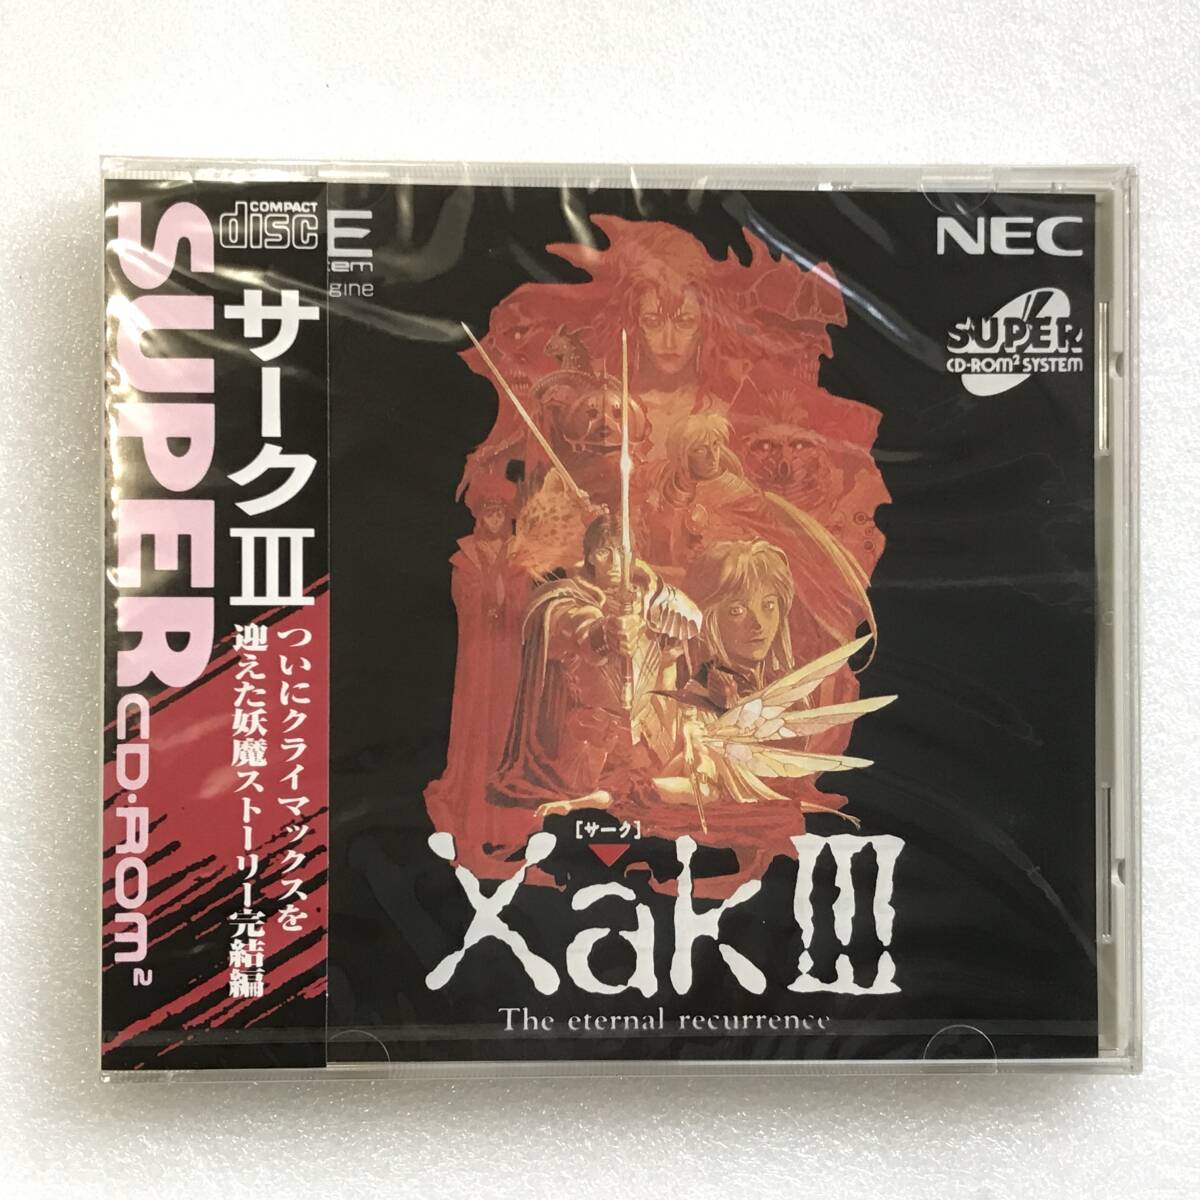 COMPACT
disc
SUPER CD-ROM²
サークIII
ついにクライマックスを
迎えた妖魔ストーリー完結編
NEC
SUPER
CD-ROM² SYSTEM
[サーク]
Xak III
The eternal recurrence